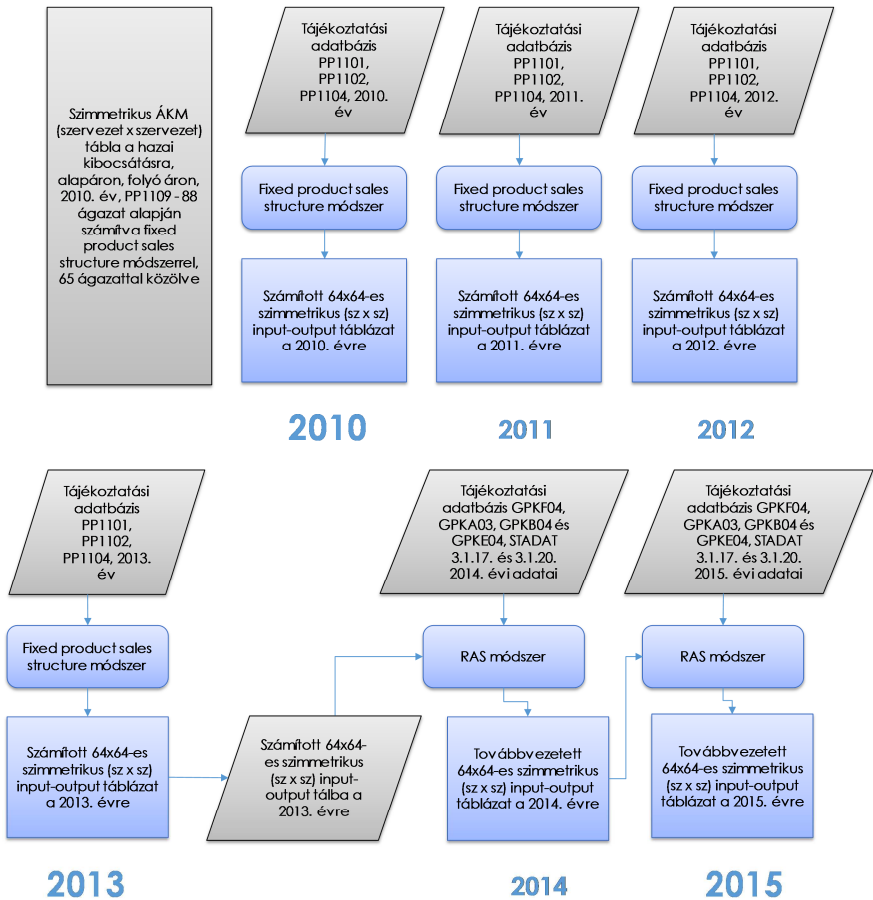 Szimmetrikus ÁKM
(szervezet x szervezet)
tábla a hazai
kibocsátásra,
alapáron, folyó áron,
2010. év, PP1109 - 88
ágazat alapján
számítva fixed
product sales
structure módszerrel,
65 ágazattal közölve
Tájékoztatási
adatbázis
PP1101,
PP1102,
PP1104, 2010.
év
Fixed product sales
structure módszer
Számított 64x64-es
szimmetrikus (sz x sz)
input-output táblázat
a 2010. évre
2010
Tájékoztatási
adatbázis
PP1101,
PP1102,
PP1104, 2011.
év
Fixed product sales
structure módszer
Számított 64x64-es
szimmetrikus (sz x sz)
input-output táblázat
a 2011. évre
2011
Tájékoztatási
adatbázis
PP1101,
PP1102,
PP1104, 2012.
év
Fixed product sales
structure módszer
Számított 64x64-es
szimmetrikus (sz x sz)
input-output táblázat
a 2012. évre
2012
Tájékoztatási
adatbázis
PP1101,
PP1102,
PP1104, 2013.
év
Fixed product sales
structure módszer
Számított 64x64-es
szimmetrikus (sz x sz)
input-output táblázat
a 2013. évre
2013
Számított 64x64-
es szimmetrikus
(sz x sz) input-
output tálba a
2013. évre
Tájékoztatási
adatbázis GPKF04,
GPKA03, GPKB04 és
GPKE04, STADAT
3.1.17. és 3.1.20.
2014. évi adatai
RAS módszer
Továbbvezetett
64x64-es szimmetrikus
(sz x sz) input-output
táblázat a 2014. évre
2014
Tájékoztatási
adatbázis GPKF04,
GPKA03, GPKB04 és
GPKE04, STADAT
3.1.17. és 3.1.20.
2015. évi adatai
RAS módszer
Továbbvezetett
64x64-es szimmetrikus
(sz x sz) input-output
táblázat a 2015. évre
2015